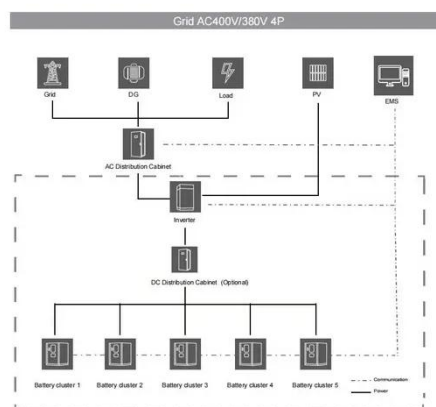 Grid AC400V/380V 4P
Grid
DG
Load
PV
EMS
AC Distribution Cabinet
Inverter
DC Distribution Cabinet (Optional)
Battery cluster 1
Battery cluster 2
Battery cluster 3
Battery cluster 4
Battery cluster 5
Communication
Power